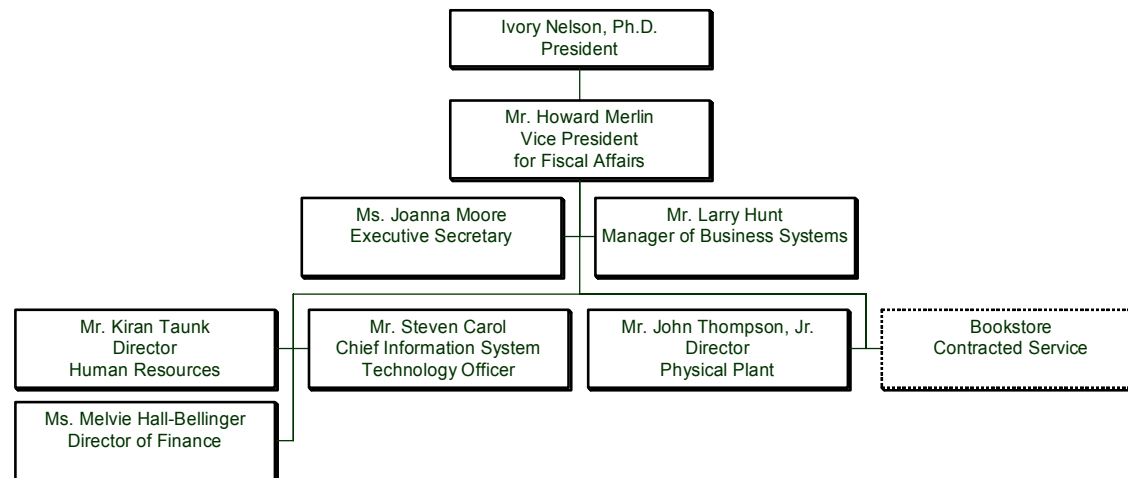 Ivory Nelson, Ph.D.
President
Mr. Howard Merlin
Vice President
for Fiscal Affairs
Ms. Joanna Moore
Executive Secretary
Mr. Larry Hunt
Manager of Business Systems
Mr. Kiran Taunk
Director
Human Resources
Mr. Steven Carol
Chief Information System
Technology Officer
Mr. John Thompson, Jr.
Director
Physical Plant
Bookstore
Contracted Service
Ms. Melvie Hall-Bellinger
Director of Finance